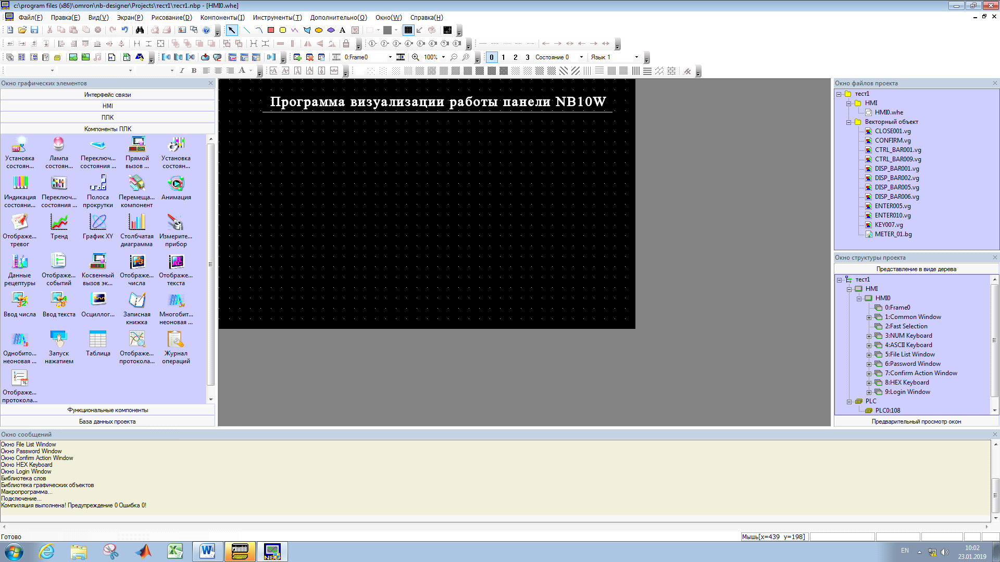 c:\program files (x86)\omron\nb-designer\Projects\тест1\тест1.nbp - [HMI0.whe]
Файл(F) Правка(E) Вид(V) Экран(P) Рисование(D) Компоненты(I) Инструменты(T) Дополнительно(O) Окно(W) Справка(H)
0:Frame0 100% 0 1 2 3 Состояние 0 Язык 1
Окно графических элементов
Интерфейс связи
HMI
ПЛК
Компоненты ПЛК
Установка состоян...
Лампа состоян...
Переключ... состояния ...
Прямой вызов ...
Установка состоян...
Индикация состояни...
Переключ... состояния ...
Полоса прокрутки
Перемеща... компонент
Анимация
Отображе... тревог
Тренд
График XY
Столбчатая диаграмма
Измерите... прибор
Данные рецептуры
Отображе... событий
Косвенный вызов эк...
Отображе... числа
Отображе... текста
Ввод числа
Ввод текста
Осциллог...
Записная книжка
Многобит... неоновая ...
Однобито... неоновая ...
Запуск нажатием
Таблица
Отображе... протокола...
Журнал операций
Отображе... протокола...
Функциональные компоненты
База данных проекта
Программа визуализации работы панели NB10W
Окно файлов проекта
тест1
HMI
HMI0.whe
Векторный объект
CLOSE001.vg
CONFIRM.vg
CTRL_BAR001.vg
CTRL_BAR009.vg
DISP_BAR001.vg
DISP_BAR002.vg
DISP_BAR005.vg
DISP_BAR006.vg
ENTER005.vg
ENTER010.vg
KEY007.vg
METER_01.bg
Окно структуры проекта
Представление в виде дерева
тест1
HMI
HMI0
0:Frame0
1:Common Window
2:Fast Selection
3:NUM Keyboard
4:ASCII Keyboard
5:File List Window
6:Password Window
7:Confirm Action Window
8:HEX Keyboard
9:Login Window
PLC
PLC0:108
Предварительный просмотр окон
Окно сообщений
Окно File List Window
Окно Password Window
Окно Confirm Action Window
Окно HEX Keyboard
Окно Login Window
Библиотека слов
Библиотека графических объектов
Макропрограмма...
Подключение...
Компиляция выполнена! Предупреждение 0 Ошибка 0!
Готово
Мышь[x=439 y=198]
EN
10:02
23.01.2019